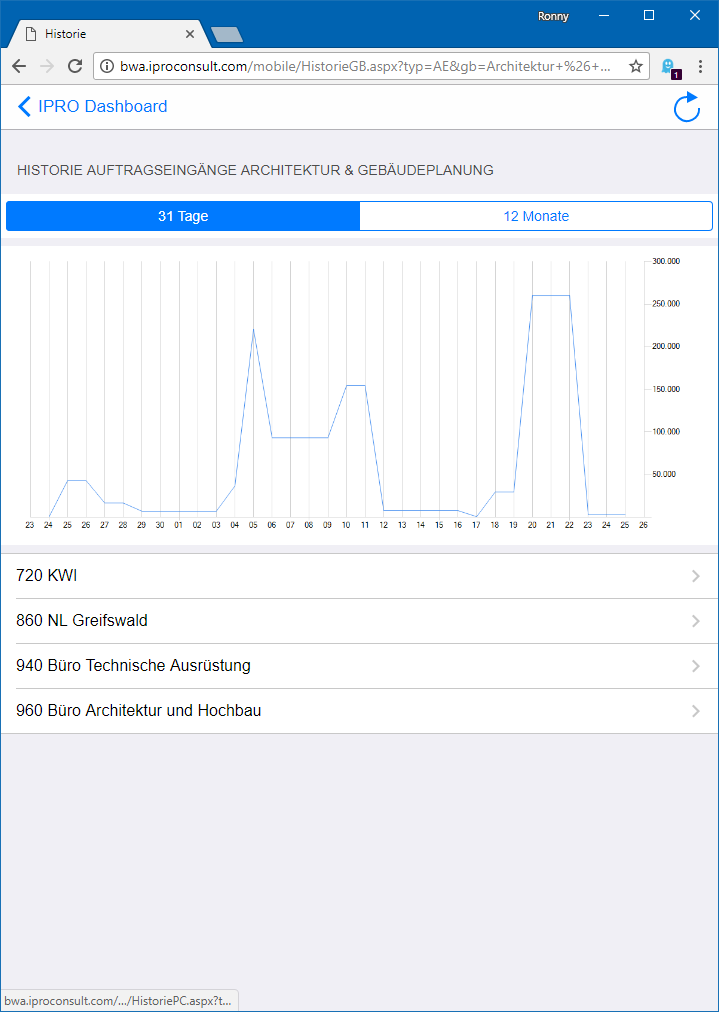 Ronny
Historie
bwa.iproconsult.com/mobile/HistorieGB.aspx?typ=AE&gb=Architektur+%26+...
1
IPRO Dashboard
HISTORIE AUFTRAGSEINGÄNGE ARCHITEKTUR & GEBÄUDEPLANUNG
31 Tage 12 Monate
300.000
250.000
200.000
150.000
100.000
50.000
23 24 25 26 27 28 29 30 01 02 03 04 05 06 07 08 09 10 11 12 13 14 15 16 17 18 19 20 21 22 23 24 25 26
720 KWI
860 NL Greifswald
940 Büro Technische Ausrüstung
960 Büro Architektur und Hochbau
bwa.iproconsult.com/.../HistoriePC.aspx?t...